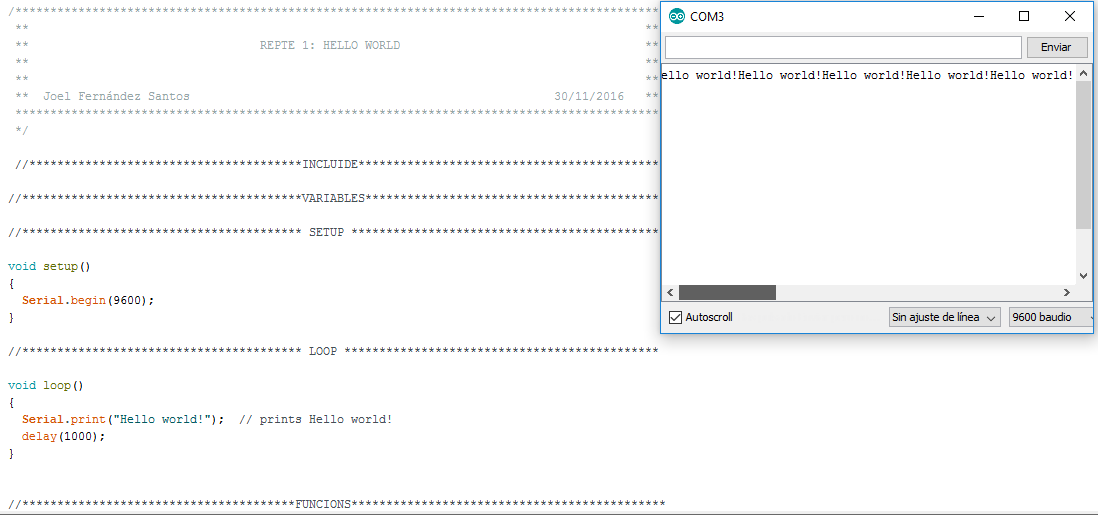 /********************************************************************************************
** **
** REPTE 1: HELLO WORLD **
** **
** **
** Joel Fernández Santos 30/11/2016 **
********************************************************************************************
*/
//***************************************INCLUIDE*******************************************
//***************************************VARIABLES******************************************
//*************************************** SETUP ********************************************
void setup()
{
Serial.begin(9600);
}
//*************************************** LOOP *********************************************
void loop()
{
Serial.print("Hello world!"); // prints Hello world!
delay(1000);
}
//***************************************FUNCIONS*********************************************
COM3
Enviar
ello world!Hello world!Hello world!Hello world!Hello world!
Autoscroll
Sin ajuste de línea
9600 baudio